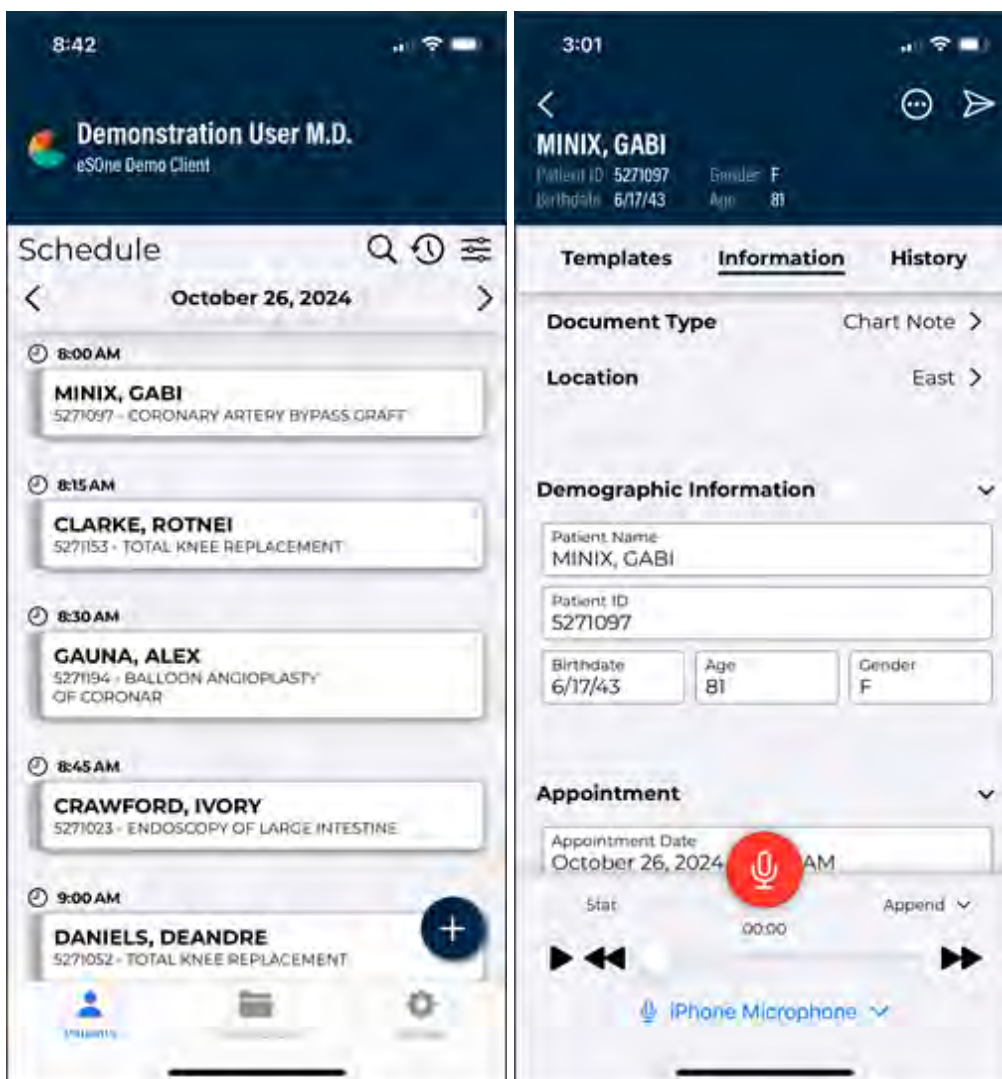 8:42
Demonstration User M.D.
eSOne Demo Client
Schedule
October 26, 2024
8:00 AM
MINIX, GABI
5271097 - CORONARY ARTERY BYPASS GRAFT
8:15 AM
CLARKE, ROTNEI
5271153 - TOTAL KNEE REPLACEMENT
8:30 AM
GAUNA, ALEX
5271194 - BALLOON ANGIOPLASTY
OF CORONAR
8:45 AM
CRAWFORD, IVORY
5271023 - ENDOSCOPY OF LARGE INTESTINE
9:00 AM
DANIELS, DEANDRE
5271052 - TOTAL KNEE REPLACEMENT
Patients
3:01
MINIX, GABI
Patient ID 5271097 Gender F
Birthdate 6/17/43 Age 81
Templates Information History
Document Type Chart Note
Location East
Demographic Information
Patient Name
MINIX, GABI
Patient ID
5271097
Birthdate Age Gender
6/17/43 81 F
Appointment
Appointment Date
October 26, 2024 AM
Stat Append
00:00
iPhone Microphone